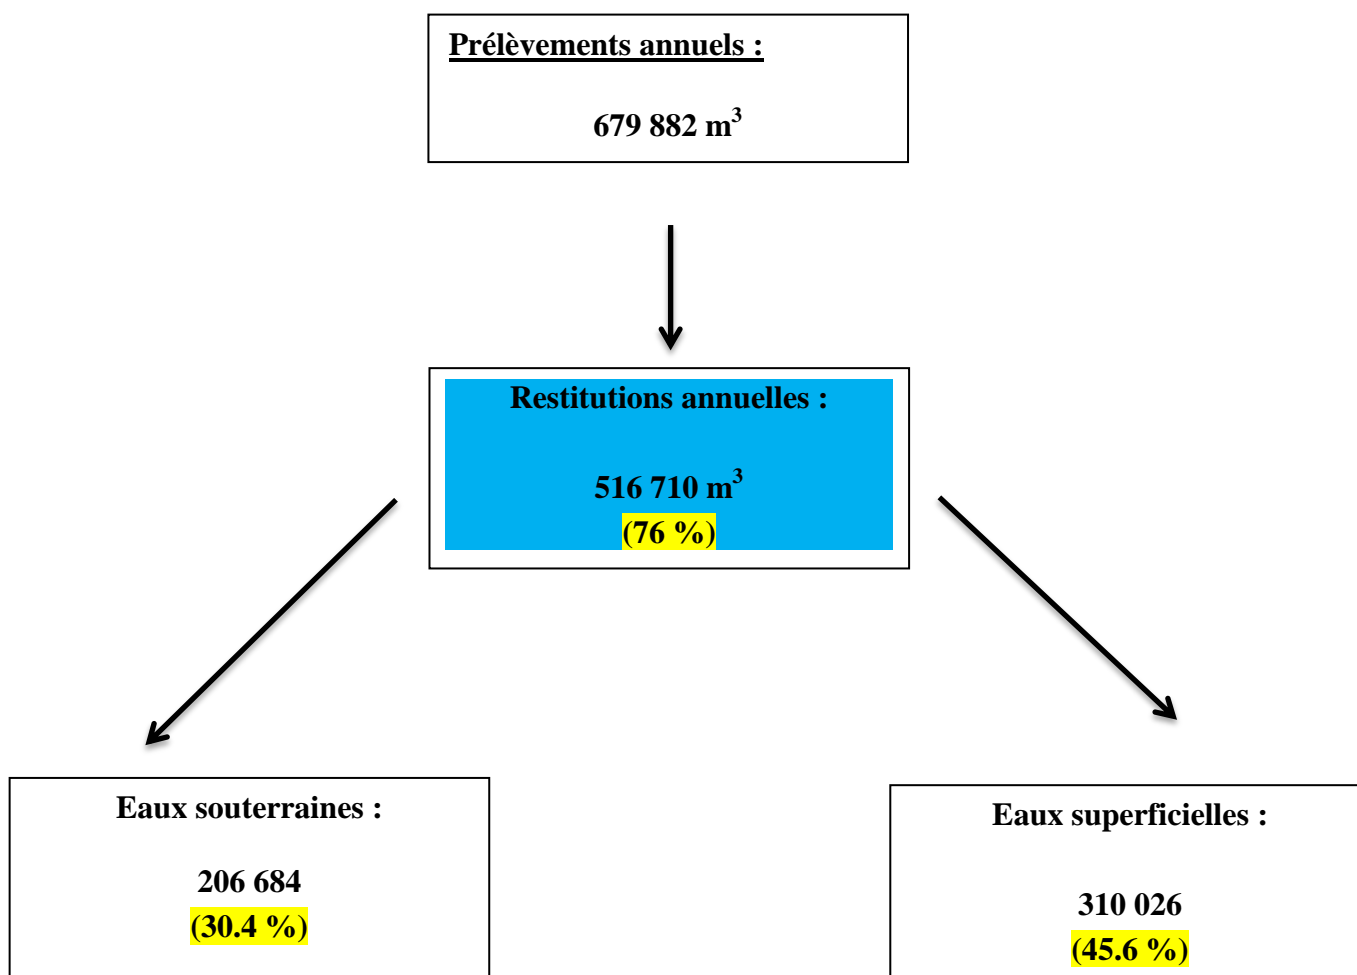 Prélèvements annuels :
679 882 m³
Restitutions annuelles :
516 710 m³
(76 %)
Eaux souterraines :
206 684
(30.4 %)
Eaux superficielles :
310 026
(45.6 %)